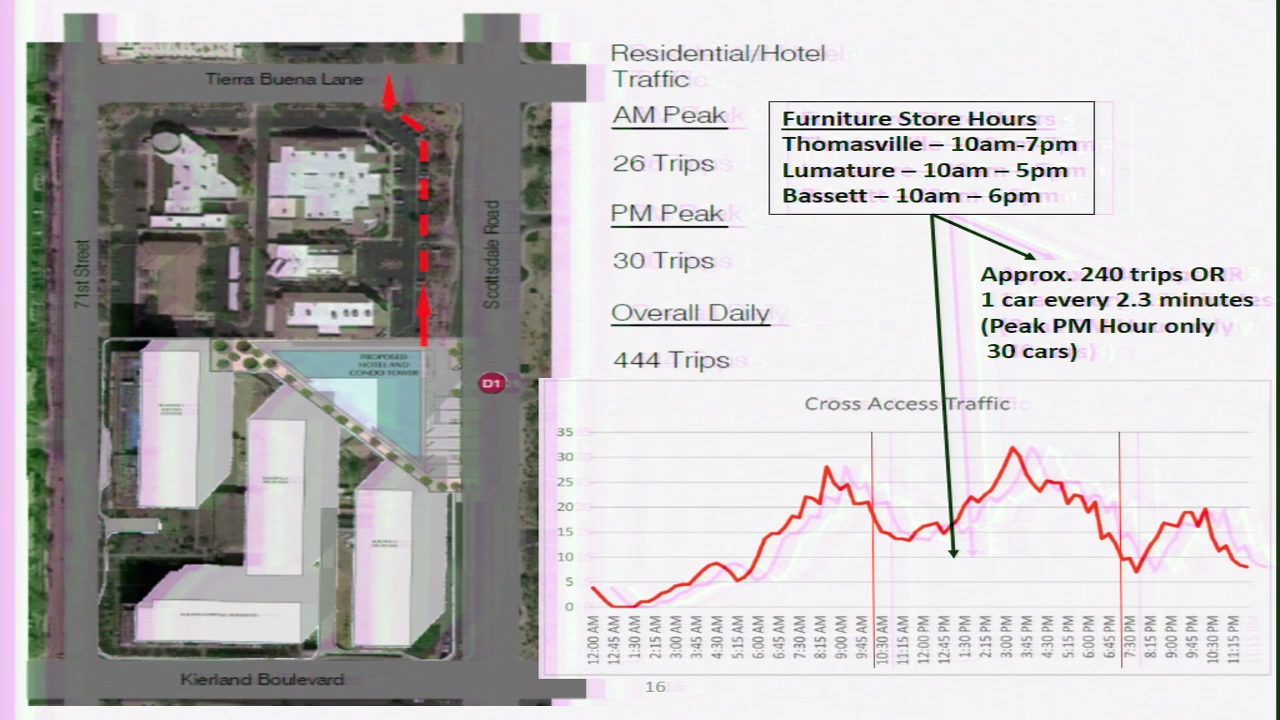 Tierra Buena Lane
71st Street
Scottsdale Road
PROPOSED
HOTEL AND
CONDO TOWER
D1
Kierland Boulevard
Residential/Hotel
Traffic
AM Peak
26 Trips
PM Peak
30 Trips
Overall Daily
444 Trips
Furniture Store Hours
Thomasville – 10am-7pm
Lumature – 10am – 5pm
Bassett – 10am – 6pm
Approx. 240 trips OR
1 car every 2.3 minutes
(Peak PM Hour only
30 cars)
Cross Access Traffic
35
30
25
20
15
10
5
0
12:00 AM
12:45 AM
1:30 AM
2:15 AM
3:00 AM
3:45 AM
4:30 AM
5:15 AM
6:00 AM
6:45 AM
7:30 AM
8:15 AM
9:00 AM
9:45 AM
10:30 AM
11:15 AM
12:00 PM
12:45 PM
1:30 PM
2:15 PM
3:00 PM
3:45 PM
4:30 PM
5:15 PM
6:00 PM
6:45 PM
7:30 PM
8:15 PM
9:00 PM
9:45 PM
10:30 PM
11:15 PM
16